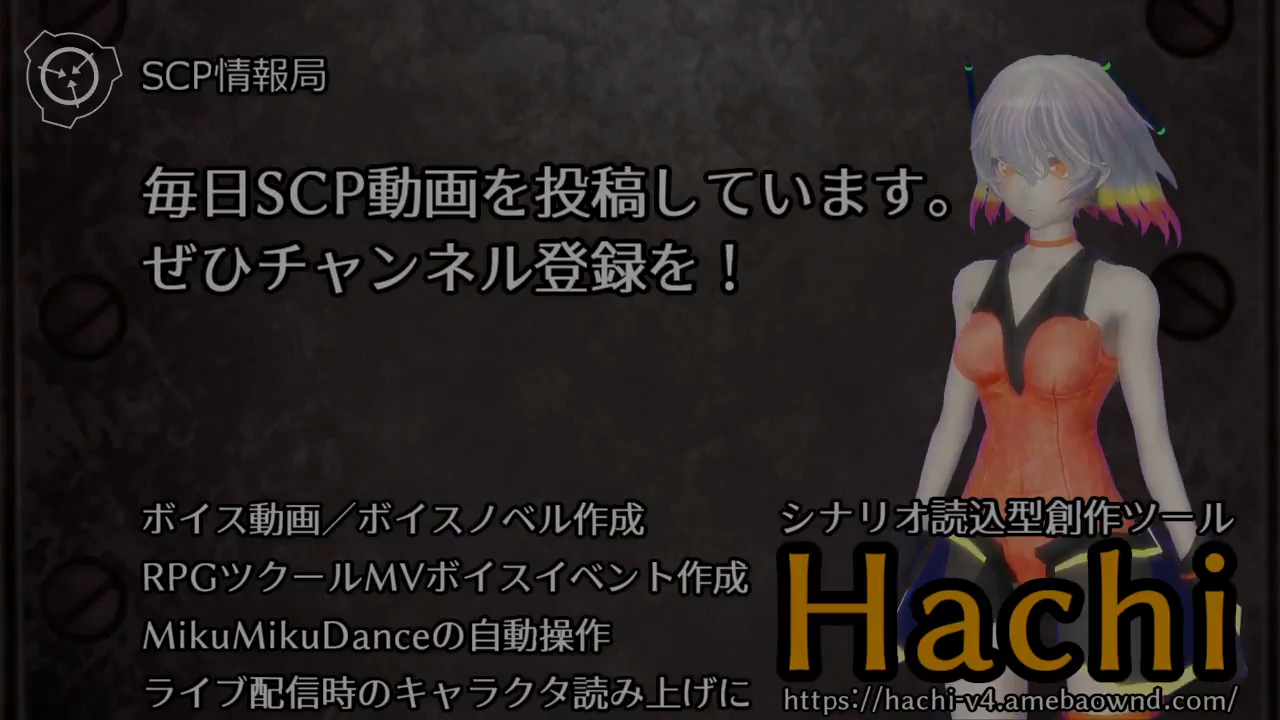 SCP情報局
毎日SCP動画を投稿しています。
ぜひチャンネル登録を！
ボイス動画／ボイスノベル作成
RPGツクールMVボイスイベント作成
MikuMikuDanceの自動操作
ライブ配信時のキャラクタ読み上げに
シナリオ読込型創作ツール
Hachi
https://hachi-v4.amebaownd.com/